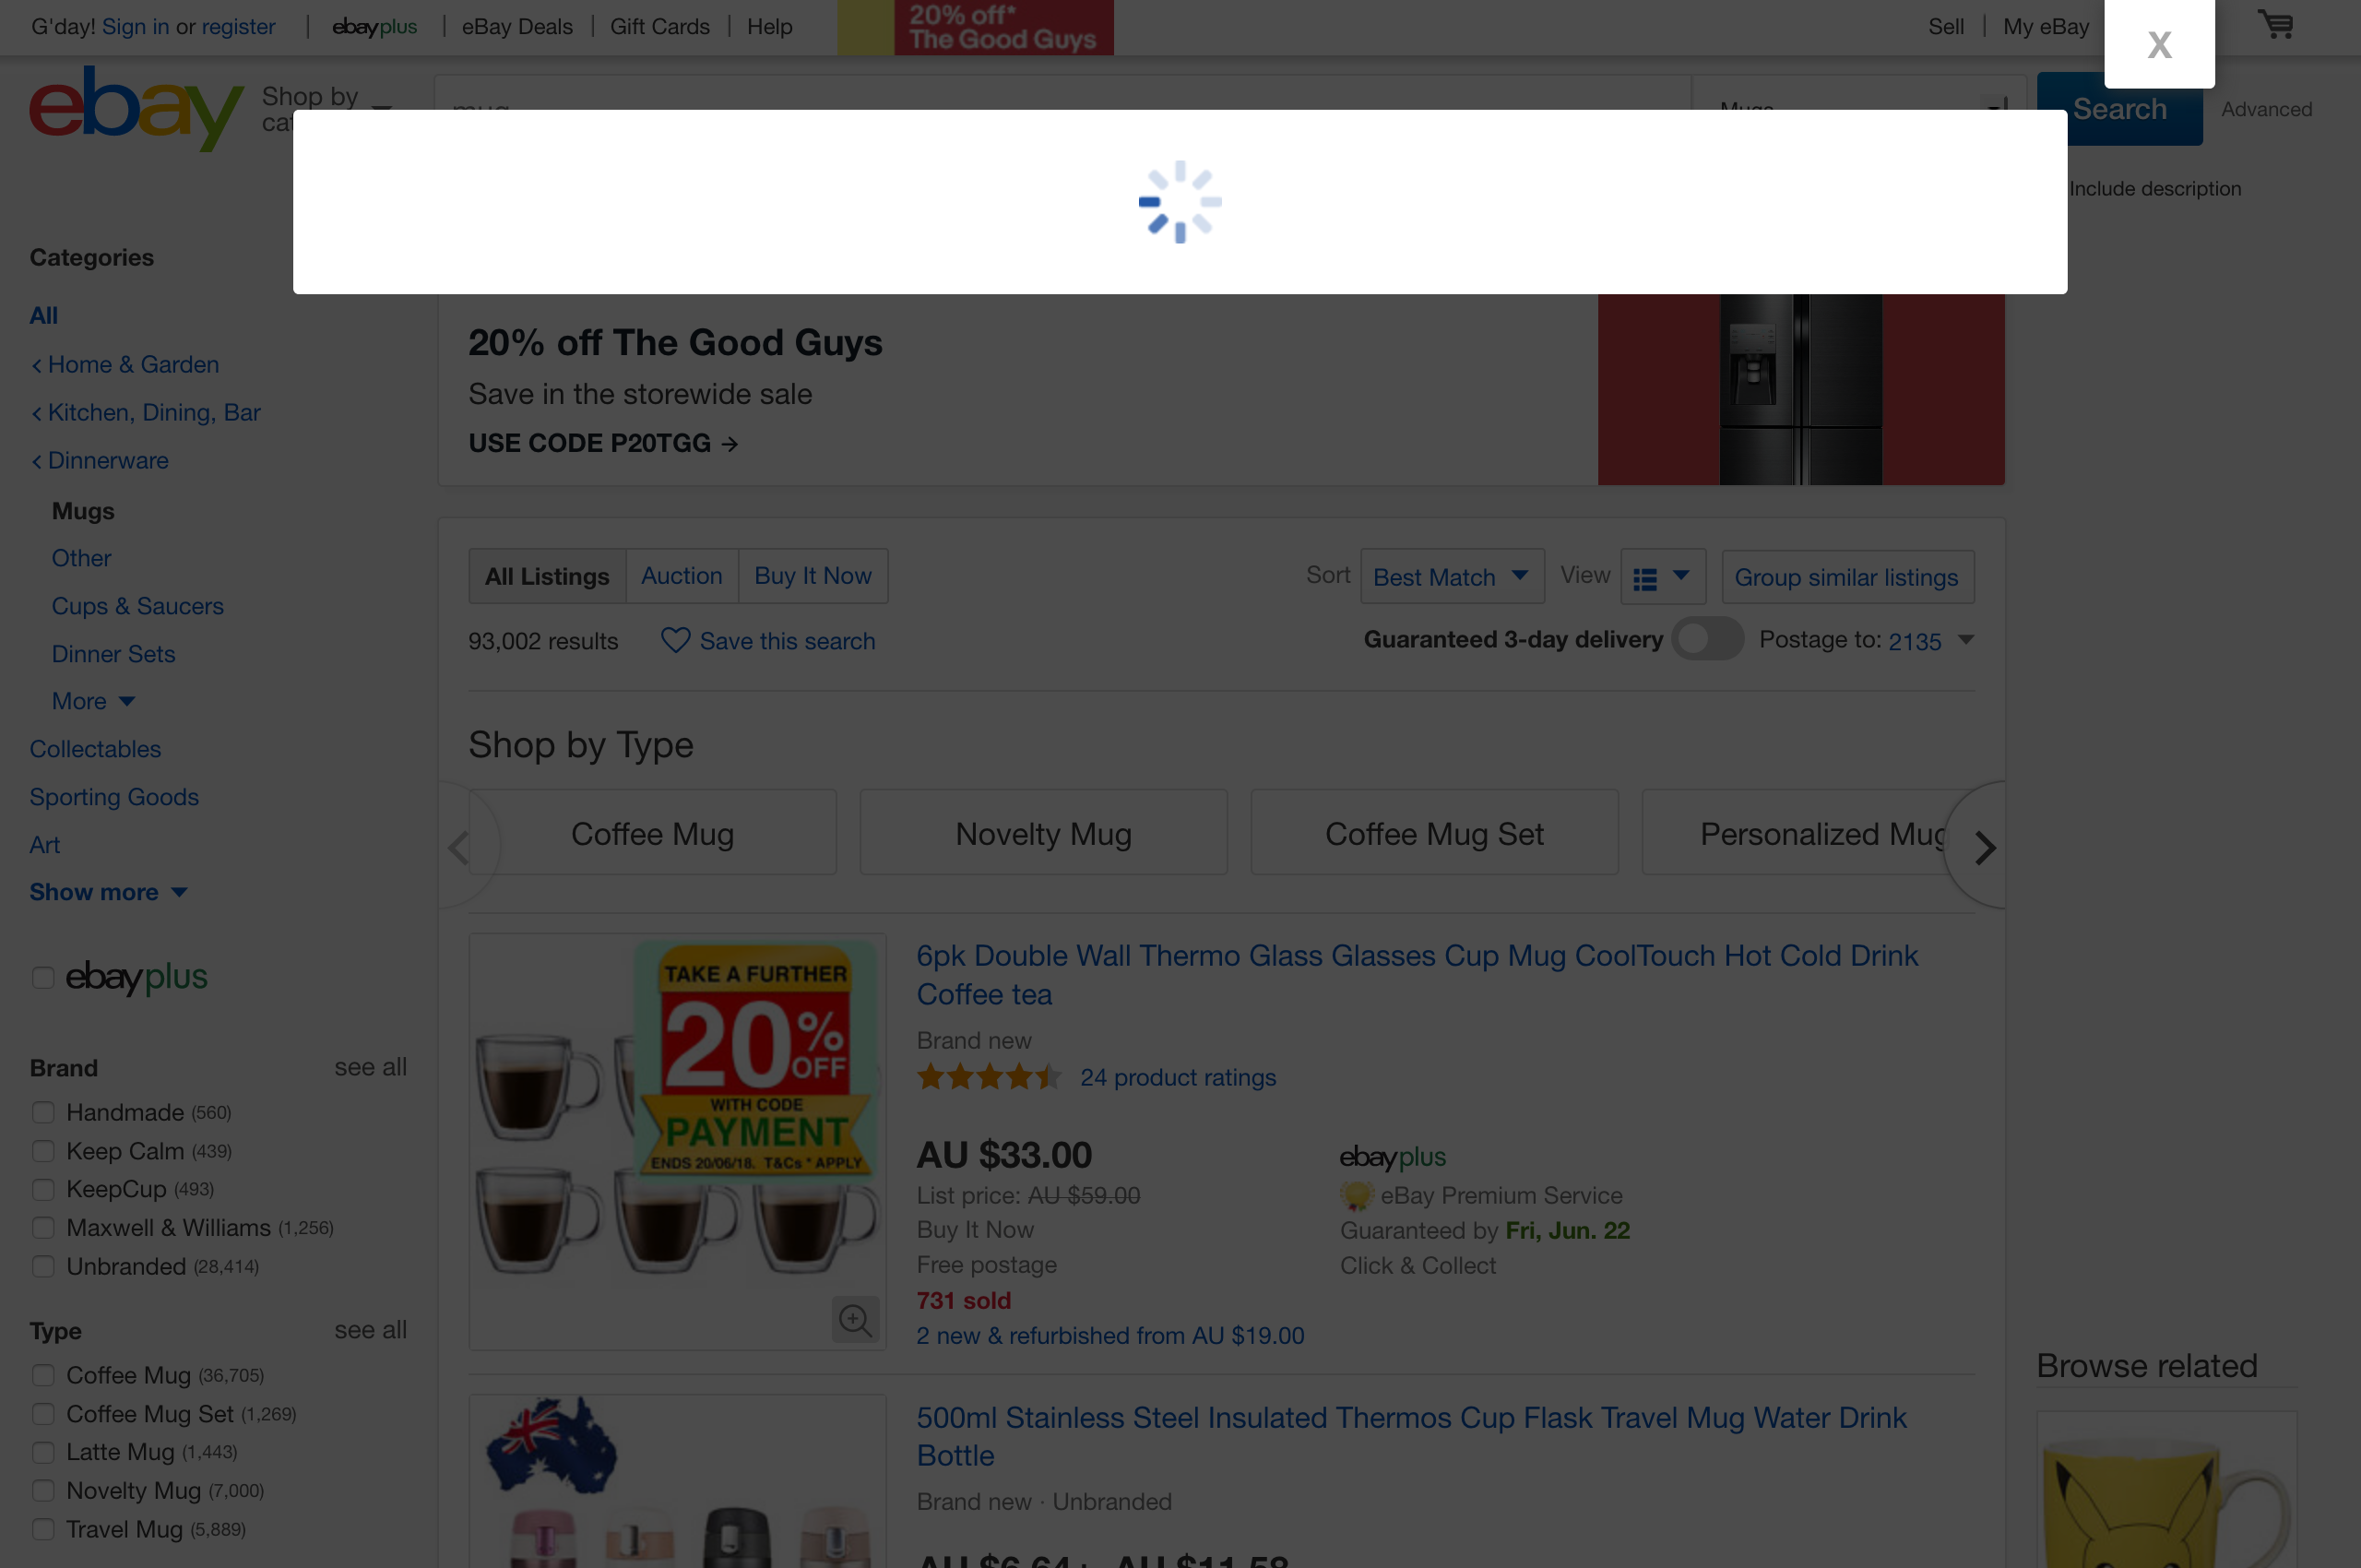 G'day! Sign in or register
ebayplus
eBay Deals
Gift Cards
Help
20% off*
The Good Guys
Sell
My eBay
X
ebay
Shop by
mug
Mugs
Search
Advanced
Include description
Categories
All
< Home & Garden
< Kitchen, Dining, Bar
< Dinnerware
Mugs
Other
Cups & Saucers
Dinner Sets
More
Collectables
Sporting Goods
Art
Show more
ebayplus
Brand see all
Handmade (560)
Keep Calm (439)
KeepCup (493)
Maxwell & Williams (1,256)
Unbranded (28,414)
Type see all
Coffee Mug (36,705)
Coffee Mug Set (1,269)
Latte Mug (1,443)
Novelty Mug (7,000)
Travel Mug (5,889)
20% off The Good Guys
Save in the storewide sale
USE CODE P20TGG →
All Listings
Auction
Buy It Now
Sort Best Match
View
Group similar listings
93,002 results
Save this search
Guaranteed 3-day delivery
Postage to: 2135
Shop by Type
Coffee Mug
Novelty Mug
Coffee Mug Set
Personalized Mug
TAKE A FURTHER
20% OFF
WITH CODE
PAYMENT
ENDS 20/06/18. T&Cs * APPLY
6pk Double Wall Thermo Glass Glasses Cup Mug CoolTouch Hot Cold Drink
Coffee tea
Brand new
24 product ratings
AU $33.00
List price: AU $59.00
Buy It Now
Free postage
731 sold
2 new & refurbished from AU $19.00
ebayplus
eBay Premium Service
Guaranteed by Fri, Jun. 22
Click & Collect
500ml Stainless Steel Insulated Thermos Cup Flask Travel Mug Water Drink
Bottle
Brand new · Unbranded
AU $6.64 AU $11.58
Browse related